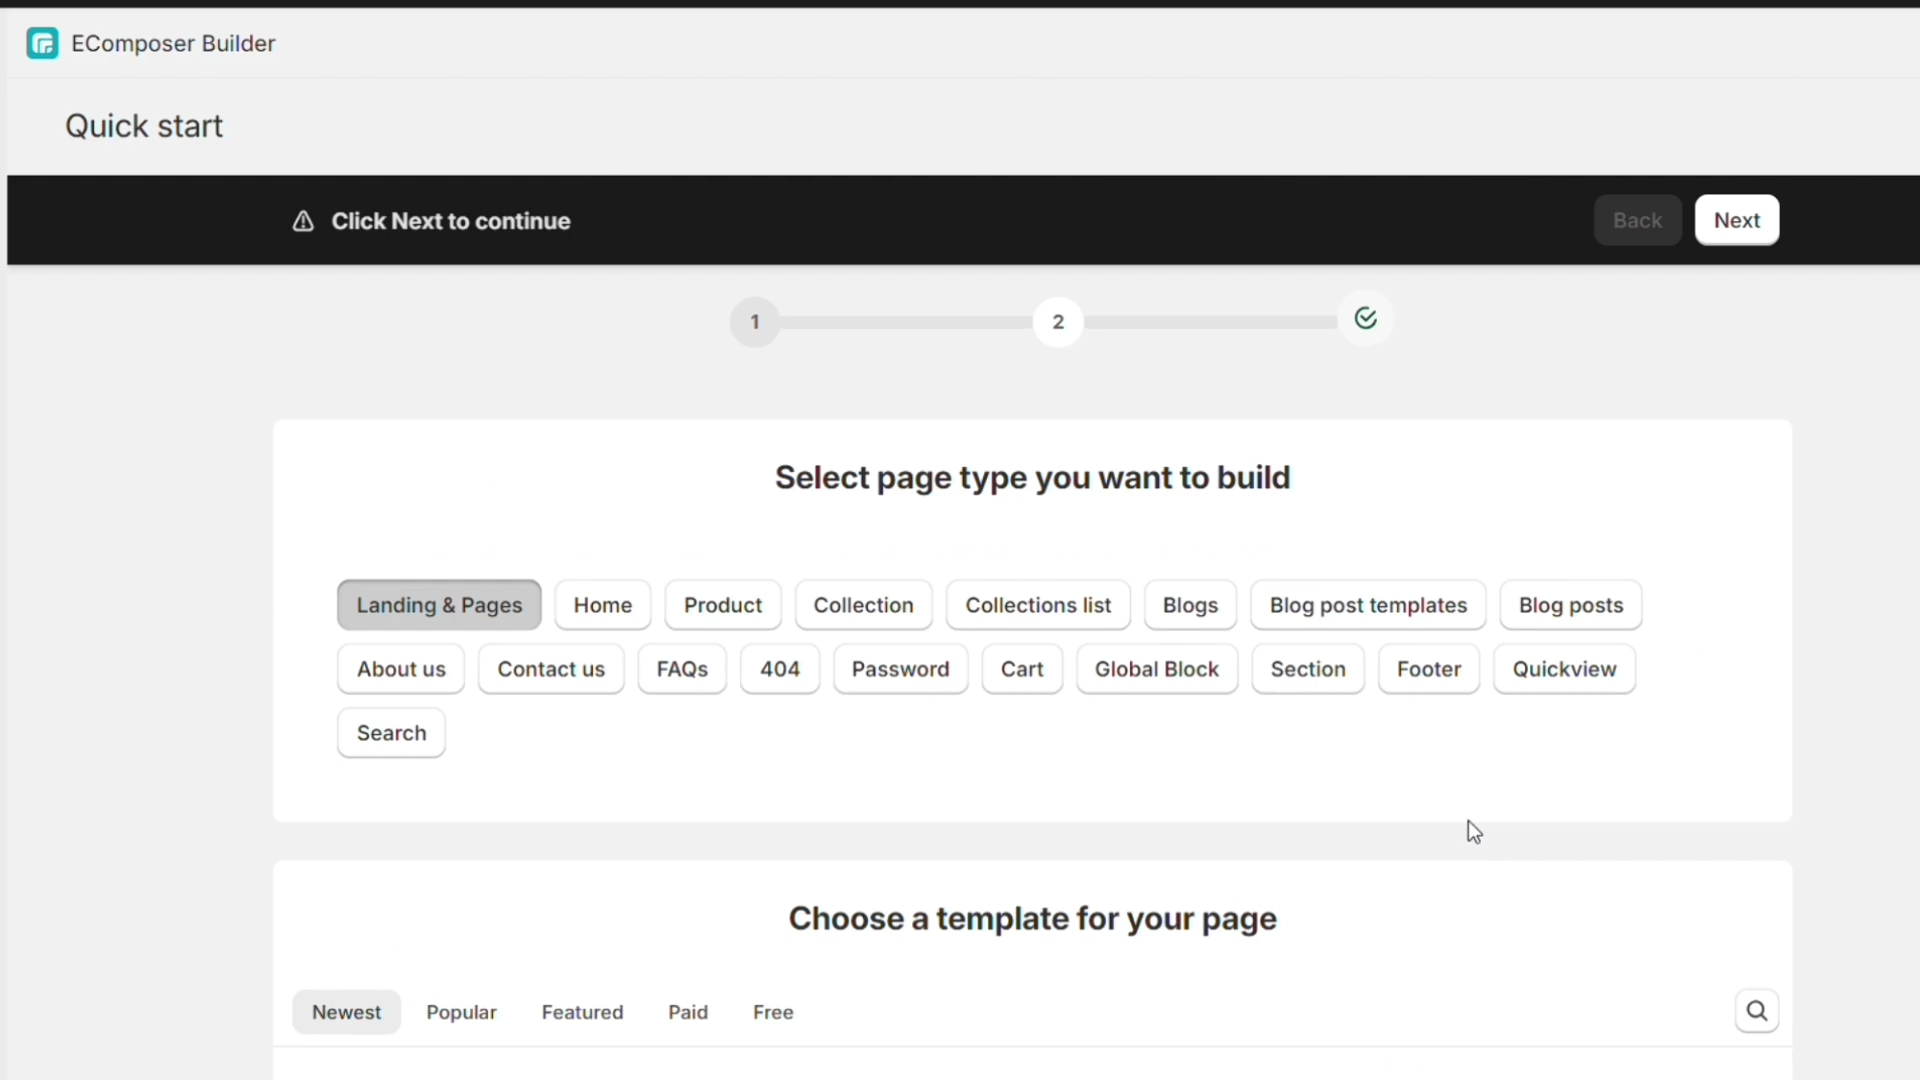 EComposer Builder
Quick start
Click Next to continue
Back
Next
1
2
Select page type you want to build
Landing & Pages
Home
Product
Collection
Collections list
Blogs
Blog post templates
Blog posts
About us
Contact us
FAQs
404
Password
Cart
Global Block
Section
Footer
Quickview
Search
Choose a template for your page
Newest
Popular
Featured
Paid
Free